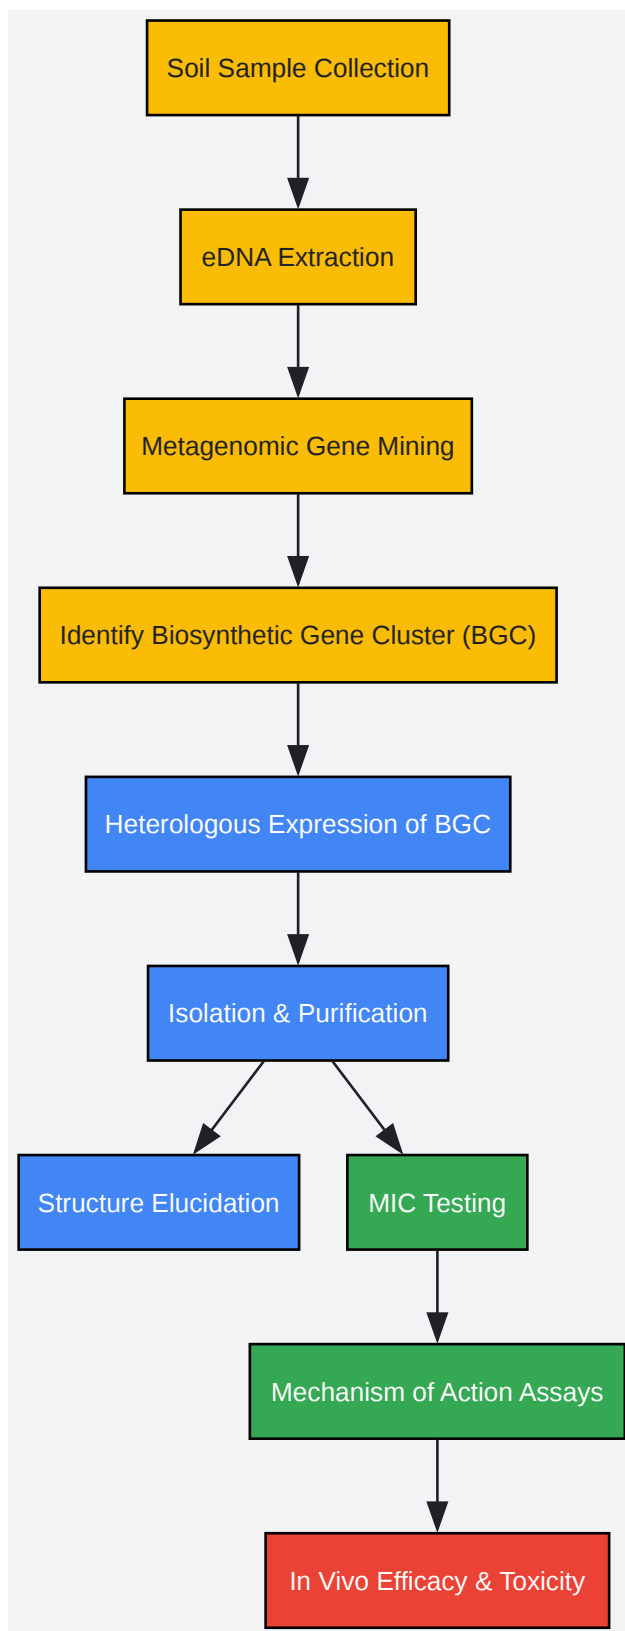 Soil Sample Collection
eDNA Extraction
Metagenomic Gene Mining
Identify Biosynthetic Gene Cluster (BGC)
Heterologous Expression of BGC
Isolation & Purification
Structure Elucidation
MIC Testing
Mechanism of Action Assays
In Vivo Efficacy & Toxicity